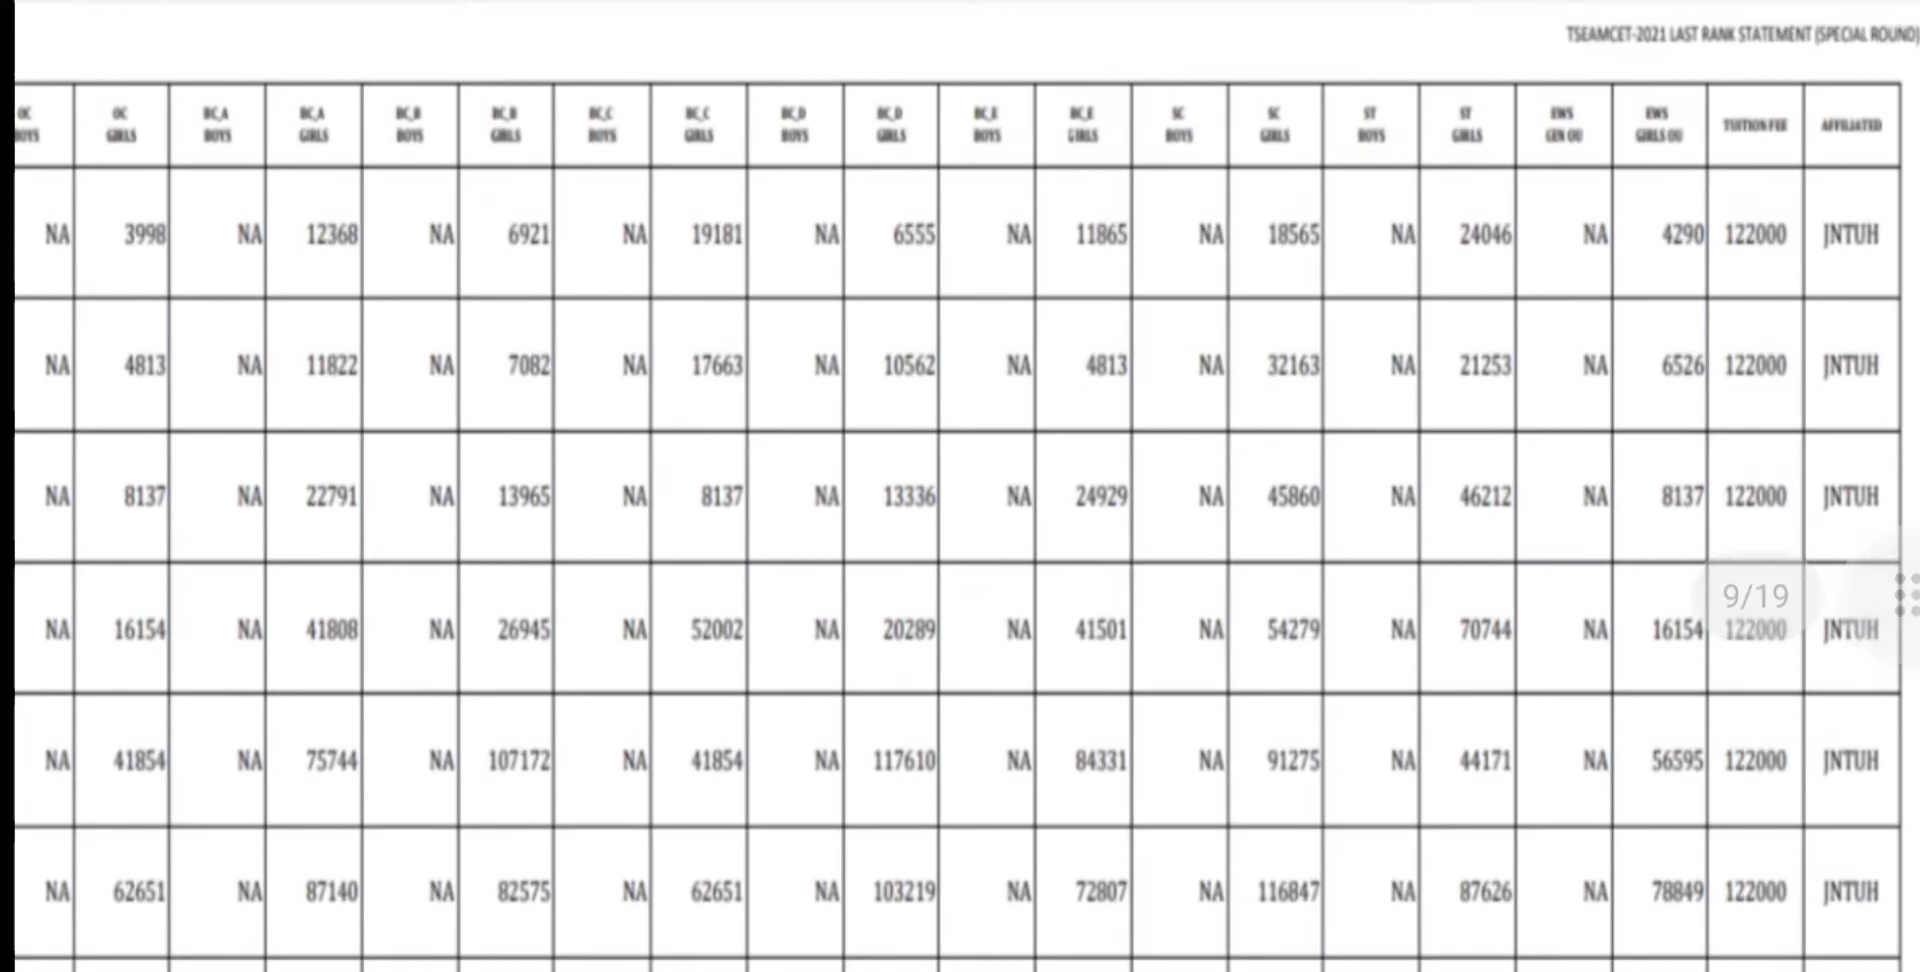 TSEAMCET-2021 LAST RANK STATEMENT (SPECIAL ROUND)
OC BOYS OC GIRLS BC_A BOYS BC_A GIRLS BC_B BOYS BC_B GIRLS BC_C BOYS BC_C GIRLS BC_D BOYS BC_D GIRLS BC_E BOYS BC_E GIRLS SC BOYS SC GIRLS ST BOYS ST GIRLS EWS GEN OU EWS GIRLS OU TUITION FEE AFFILIATED
NA 3998 NA 12368 NA 6921 NA 19181 NA 6555 NA 11865 NA 18565 NA 24046 NA 4290 122000 JNTUH
NA 4813 NA 11822 NA 7082 NA 17663 NA 10562 NA 4813 NA 32163 NA 21253 NA 6526 122000 JNTUH
NA 8137 NA 22791 NA 13965 NA 8137 NA 13336 NA 24929 NA 45860 NA 46212 NA 8137 122000 JNTUH
9/19
NA 16154 NA 41808 NA 26945 NA 52002 NA 20289 NA 41501 NA 54279 NA 70744 NA 16154 122000 JNTUH
NA 41854 NA 75744 NA 107172 NA 41854 NA 117610 NA 84331 NA 91275 NA 44171 NA 56595 122000 JNTUH
NA 62651 NA 87140 NA 82575 NA 62651 NA 103219 NA 72807 NA 116847 NA 87626 NA 78849 122000 JNTUH